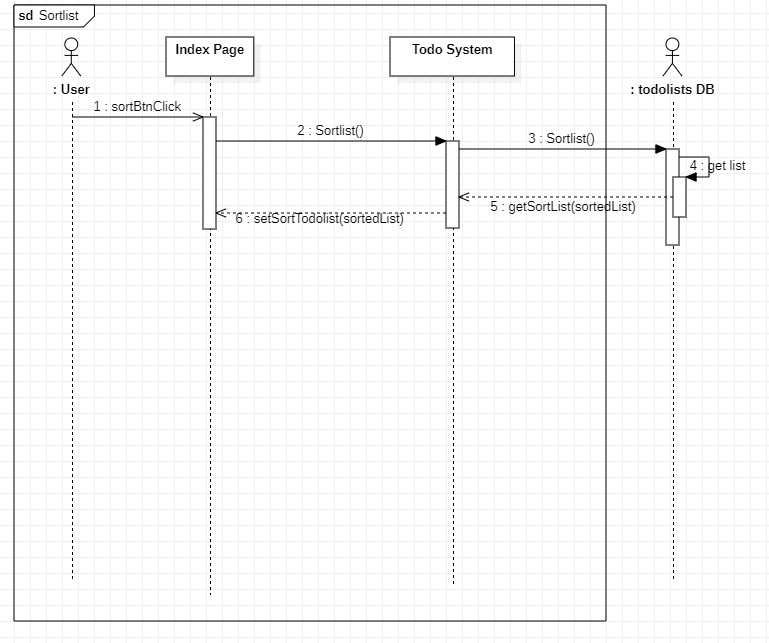 sd Sortlist
Index Page
Todo System
: User
: todolists DB
1 : sortBtnClick
2 : Sortlist()
3 : Sortlist()
4 : get list
5 : getSortList(sortedList)
6 : setSortTodolist(sortedList)